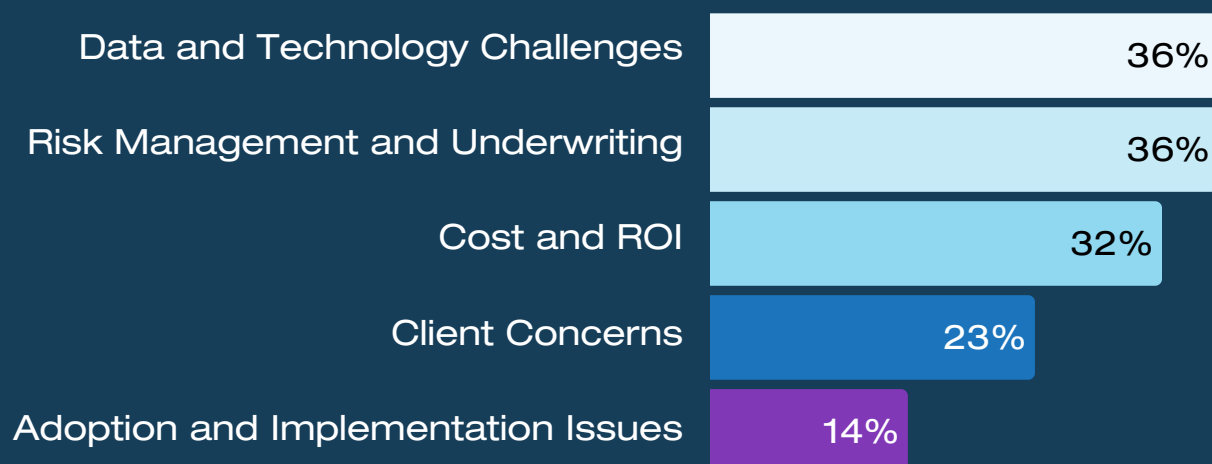 Data and Technology Challenges 36%
Risk Management and Underwriting 36%
Cost and ROI 32%
Client Concerns 23%
Adoption and Implementation Issues 14%